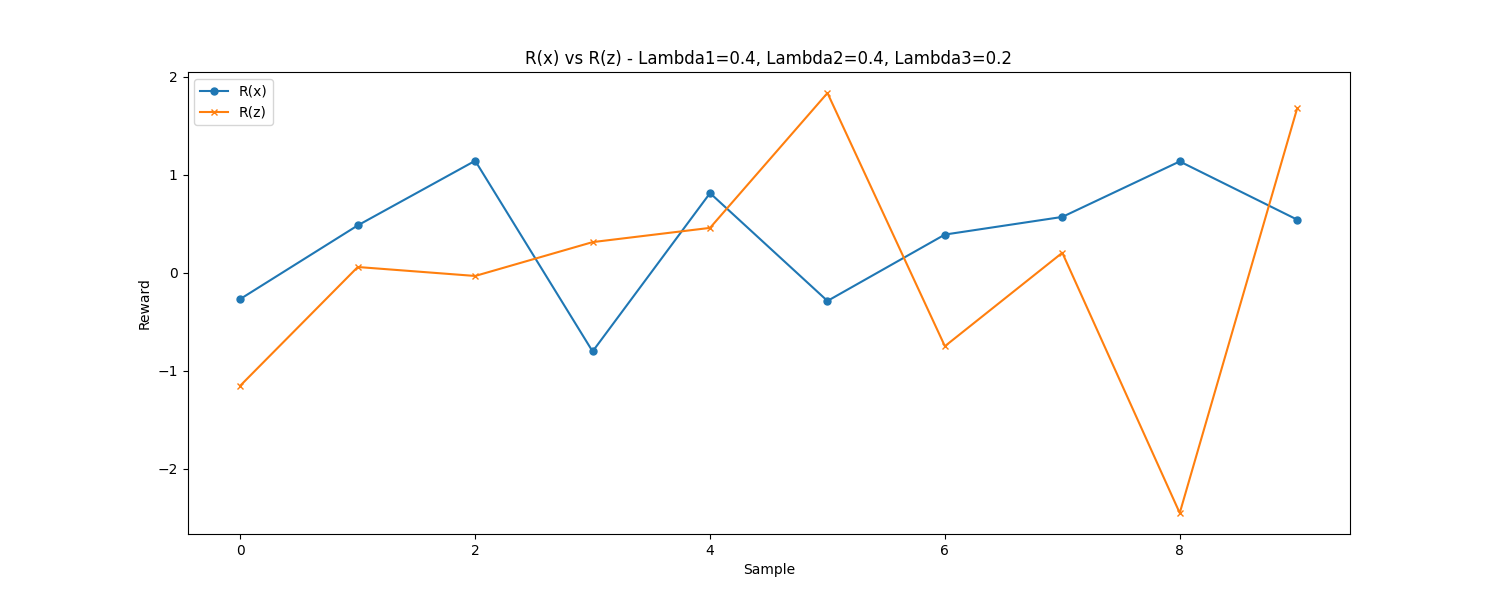 R(x) vs R(z) - Lambda1=0.4, Lambda2=0.4, Lambda3=0.2
R(x)
R(z)
2
1
0
−1
−2
Reward
0
2
4
6
8
Sample